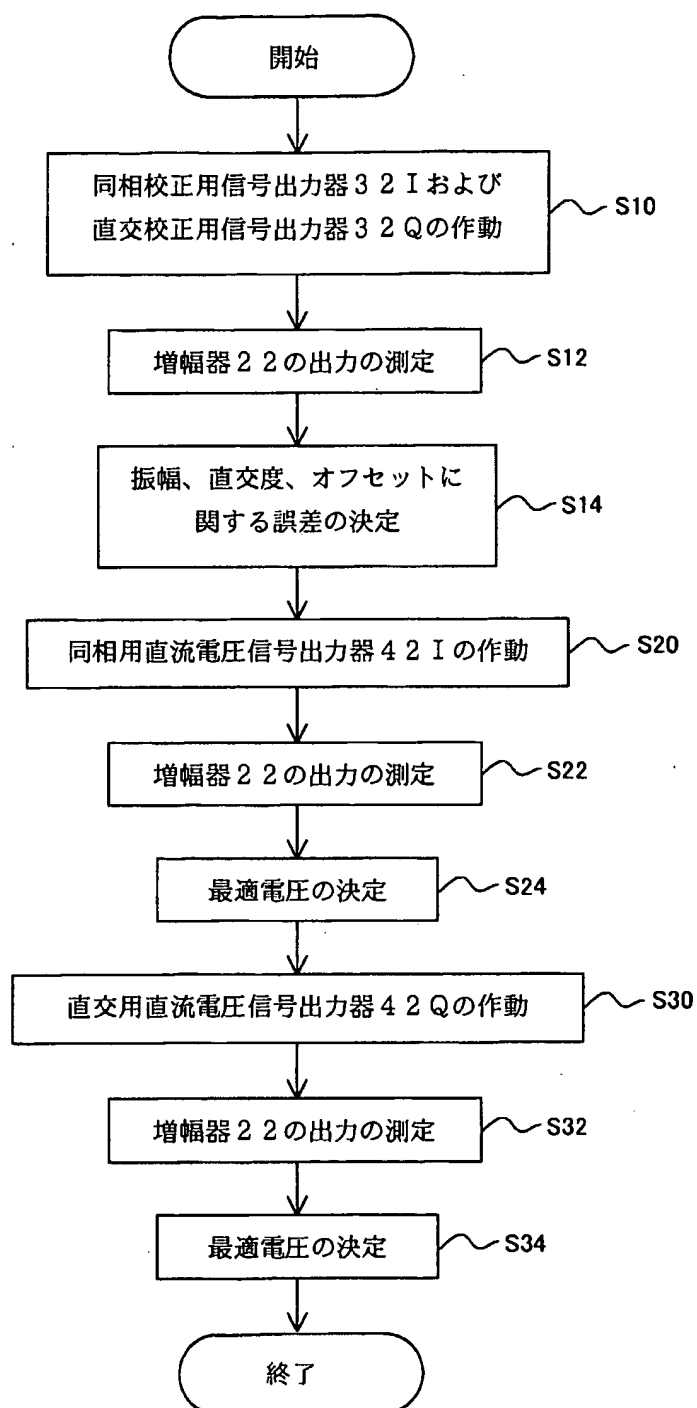 開始
同相校正用信号出力器３２Ｉおよび
直交校正用信号出力器３２Ｑの作動
S10
増幅器２２の出力の測定
S12
振幅、直交度、オフセットに
関する誤差の決定
S14
同相用直流電圧信号出力器４２Ｉの作動
S20
増幅器２２の出力の測定
S22
最適電圧の決定
S24
直交用直流電圧信号出力器４２Ｑの作動
S30
増幅器２２の出力の測定
S32
最適電圧の決定
S34
終了